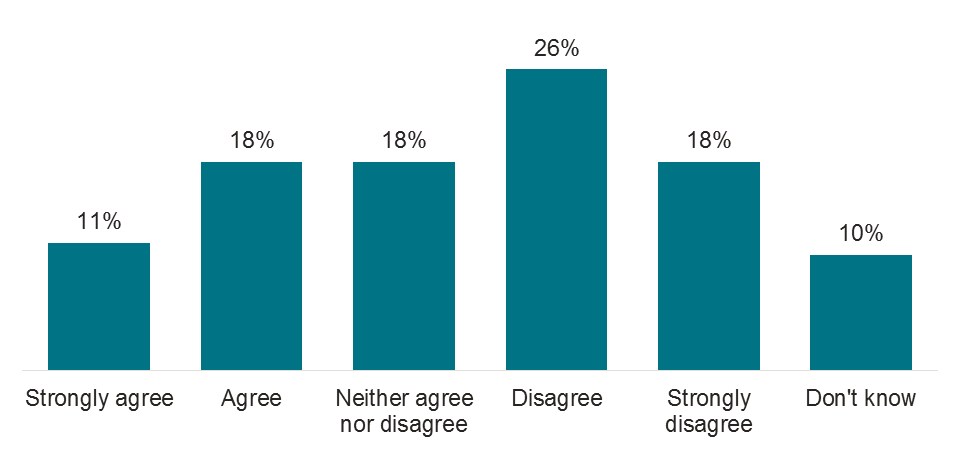 26%
18%
18%
18%
11%
10%
Strongly agree
Agree
Neither agree
nor disagree
Disagree
Strongly
disagree
Don't know